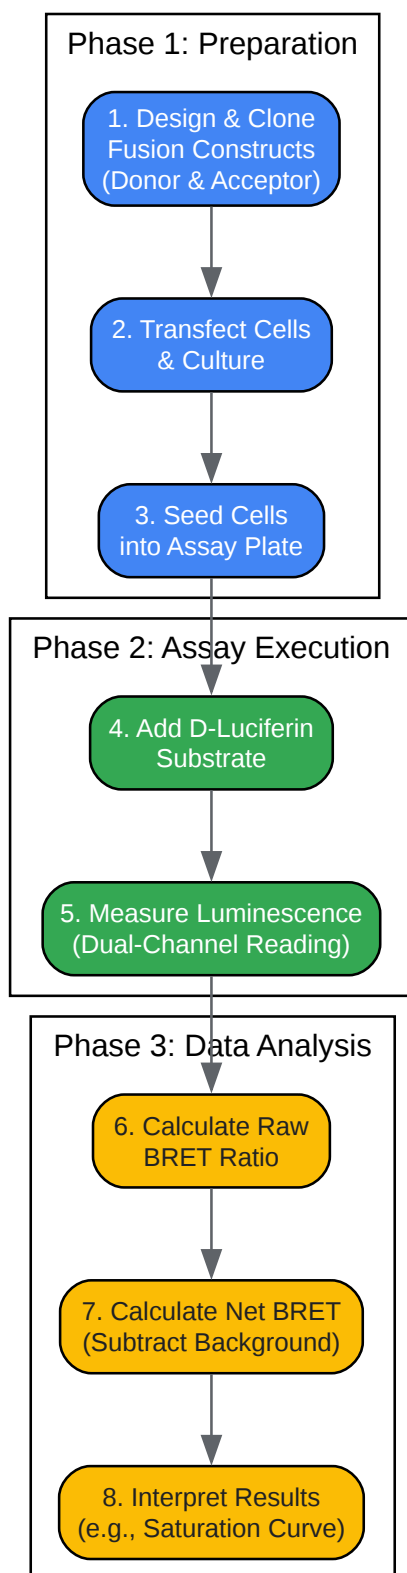 Phase 1: Preparation
1. Design & Clone
Fusion Constructs
(Donor & Acceptor)
2. Transfect Cells
& Culture
3. Seed Cells
into Assay Plate
Phase 2: Assay Execution
4. Add D-Luciferin
Substrate
5. Measure Luminescence
(Dual-Channel Reading)
Phase 3: Data Analysis
6. Calculate Raw
BRET Ratio
7. Calculate Net BRET
(Subtract Background)
8. Interpret Results
(e.g., Saturation Curve)